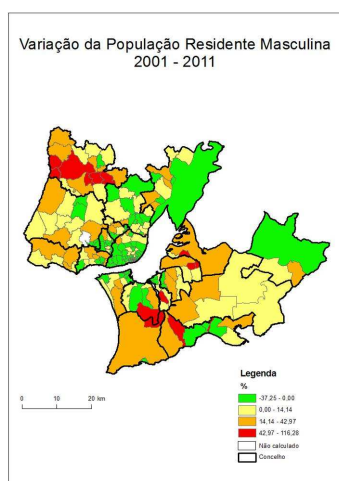 Variação da População Residente Masculina
2001 - 2011
Legenda
%
-37,25 - 0,00
0,00 - 14,14
14,14 - 42,97
42,97 - 116,28
Não calculado
Concelho
0 10 20 km